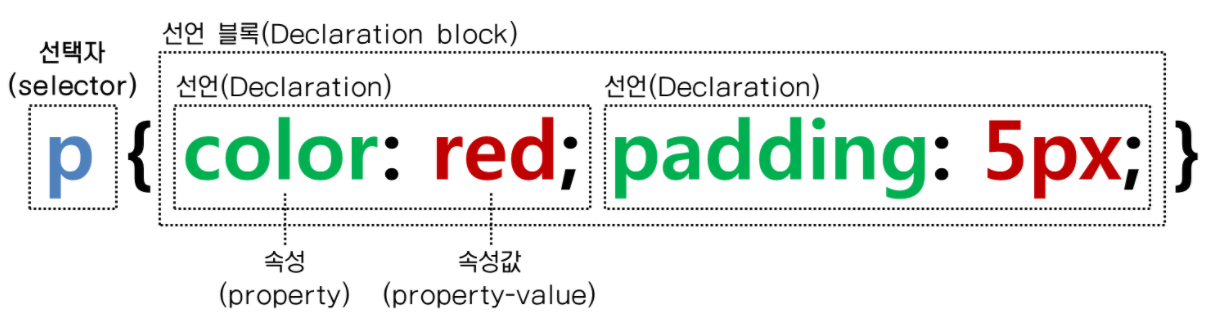 선언 블록(Declaration block)
선택자
(selector)
선언(Declaration) 선언(Declaration)
p { color: red; padding: 5px; }
속성 속성값
(property) (property-value)